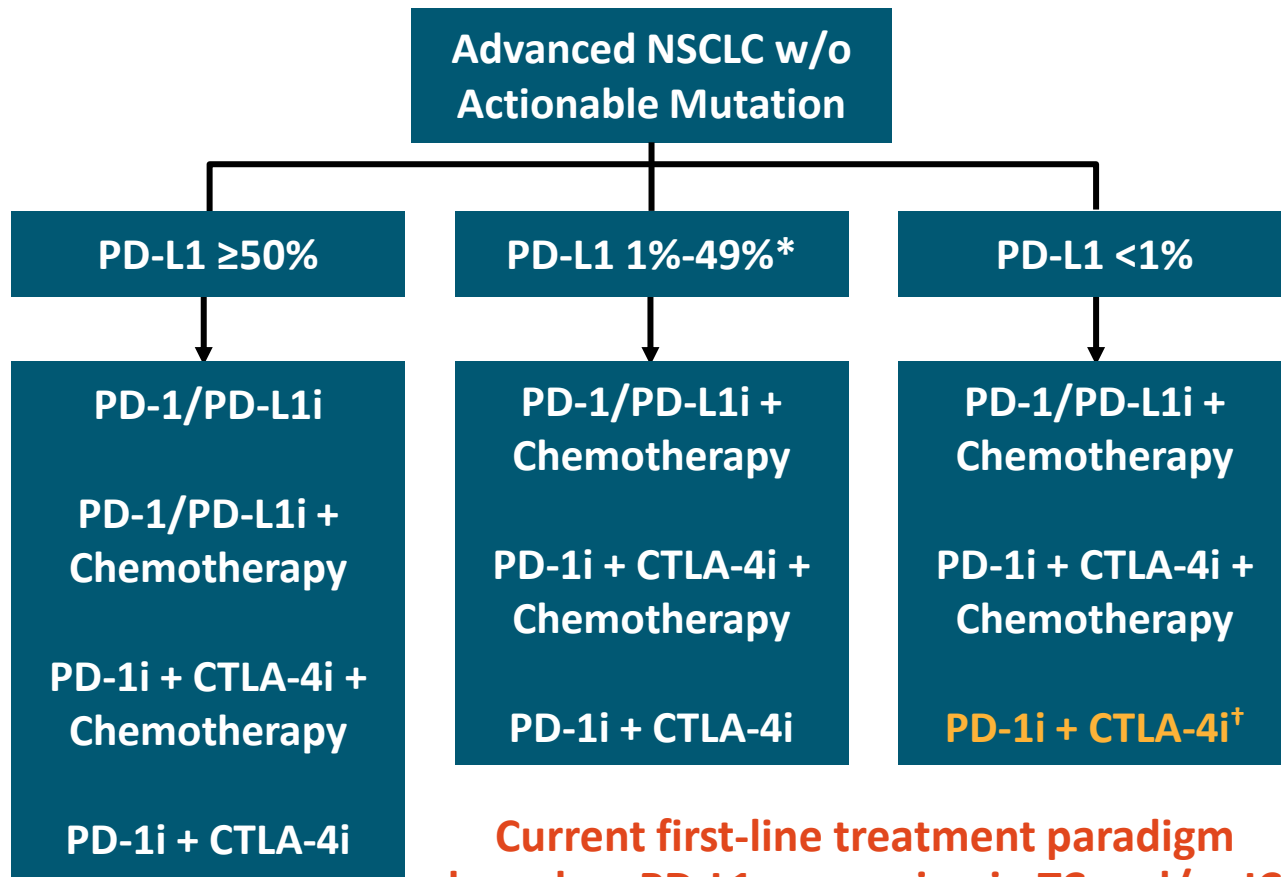 Advanced NSCLC w/o
Actionable Mutation
PD-L1 ≥50%
PD-L1 1%-49%*
PD-L1 <1%
PD-1/PD-L1i
PD-1/PD-L1i +
Chemotherapy
PD-1i + CTLA-4i +
Chemotherapy
PD-1i + CTLA-4i
PD-1/PD-L1i +
Chemotherapy
PD-1i + CTLA-4i +
Chemotherapy
PD-1i + CTLA-4i
PD-1/PD-L1i +
Chemotherapy
PD-1i + CTLA-4i +
Chemotherapy
PD-1i + CTLA-4i†
Current first-line treatment paradigm
PD-L1